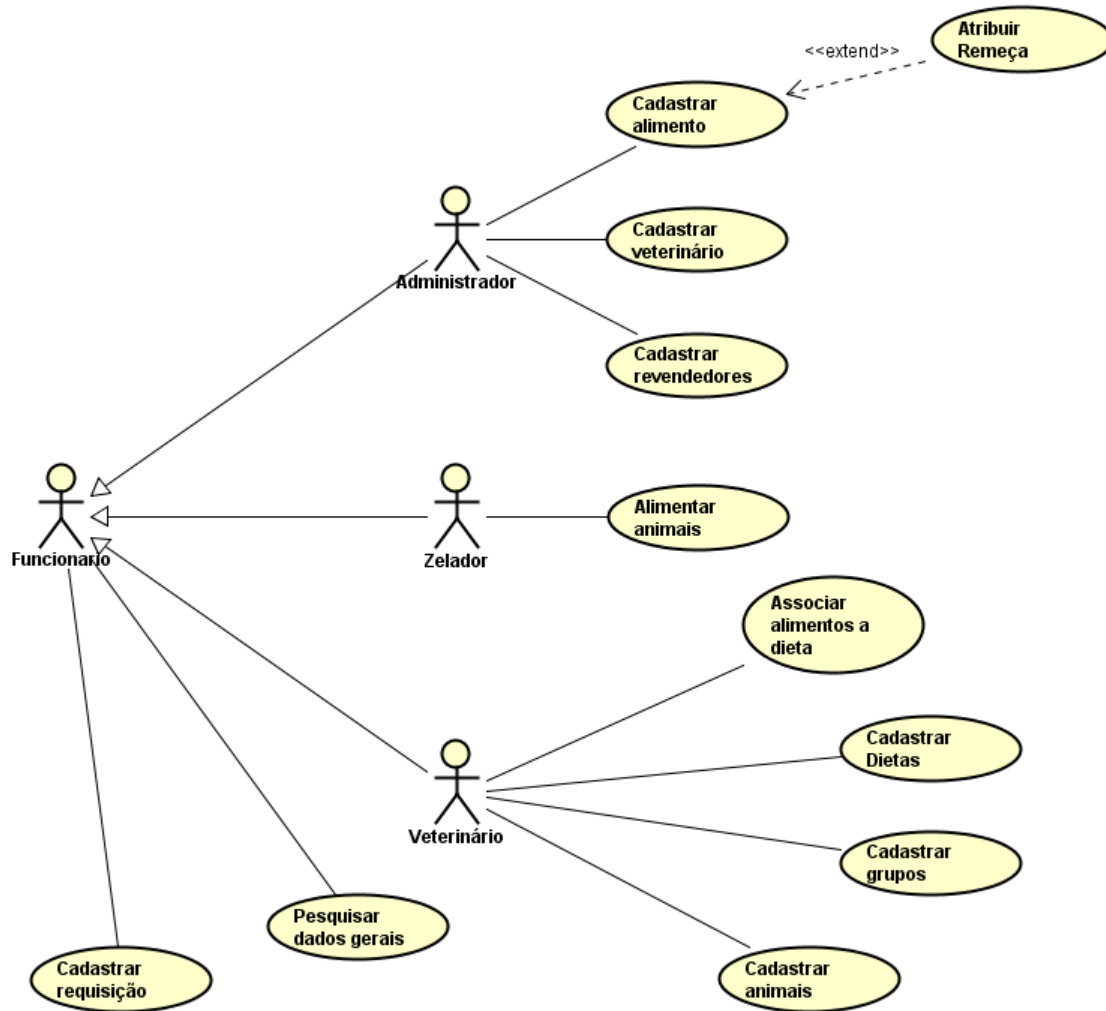 Atribuir
Remeça
<<extend>>
Cadastrar
alimento
Cadastrar
veterinário
Administrador
Cadastrar
revendedores
Alimentar
animais
Funcionario
Zelador
Associar
alimentos a
dieta
Cadastrar
Dietas
Veterinário
Cadastrar
grupos
Pesquisar
dados gerais
Cadastrar
requisição
Cadastrar
animais